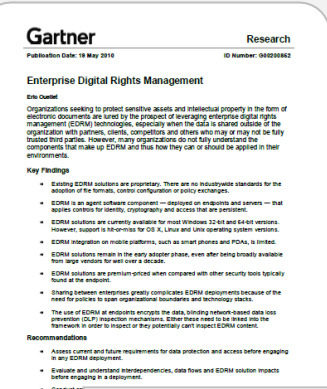 Gartner
Research
Publication Date: 19 May 2010
ID Number: G00200862
Enterprise Digital Rights Management
Eric Ouellet
Organizations seeking to protect sensitive assets and intellectual property in the form of
electronic documents are lured by the prospect of leveraging enterprise digital rights
management (EDRM) technologies, especially when the data is shared outside of the
organization with partners, clients, competitors and others who may or may not be fully
trusted third parties. However, many organizations do not fully understand the
components that make up EDRM and thus how they can or should be applied in their
environments.
Key Findings
• Existing EDRM solutions are proprietary. There are no industrywide standards for the
adoption of file formats, control configuration or policy exchanges.
• EDRM is an agent software component — deployed on endpoints and servers — that
applies controls for identity, cryptography and access that are persistent.
• EDRM solutions are currently available for most Windows 32-bit and 64-bit versions.
However, support is hit-or-miss for OS X, Linux and Unix operating system versions.
• EDRM integration on mobile platforms, such as smart phones and PDAs, is limited.
• EDRM solutions remain in the early adopter phase, even after being broadly available
from large vendors for well over a decade.
• EDRM solutions are premium-priced when compared with other security tools typically
found at the endpoint.
• Sharing between enterprises greatly complicates EDRM deployments because of the
need for policies to span organizational boundaries and technology stacks.
• The use of EDRM at endpoints encrypts the data, blinding network-based data loss
prevention (DLP) inspection mechanisms. Either these need to be linked into the
framework in order to inspect or they potentially can't inspect EDRM content.
Recommendations
• Assess current and future requirements for data protection and access before engaging
in any EDRM deployment.
• Evaluate and understand interdependencies, data flows and EDRM solution impacts
before engaging in a deployment.